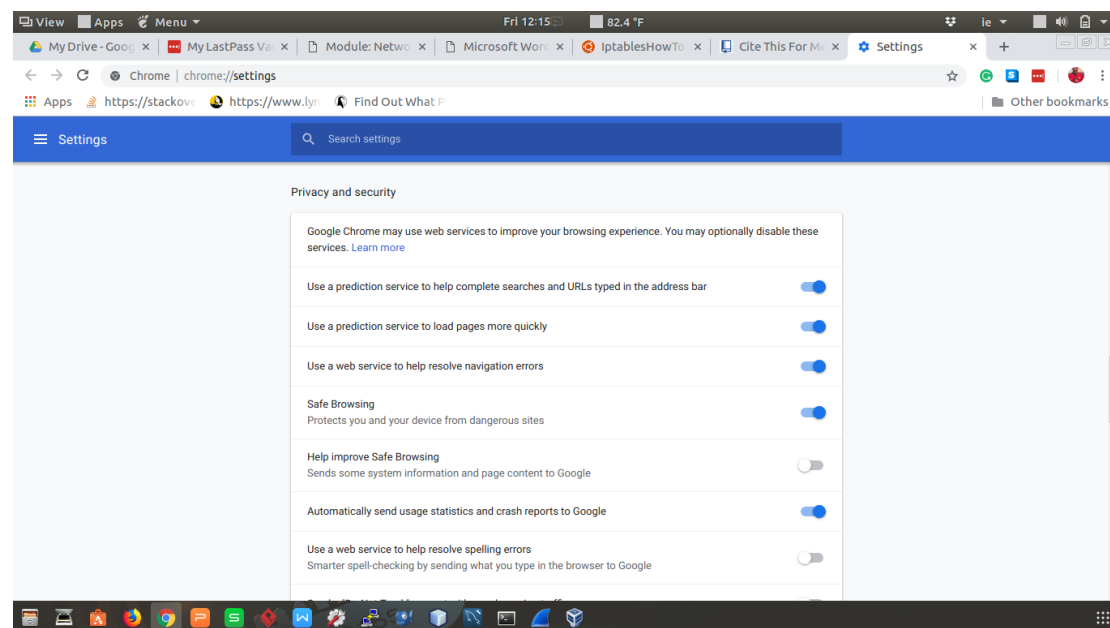 View Apps Menu Fri 12:15 82.4 °F ie
My Drive - Goog My LastPass Va Module: Netwo Microsoft Word IptablesHowTo Cite This For Me Settings
Chrome | chrome://settings
Apps https://stackove https://www.lyn Find Out What P Other bookmarks
Settings Search settings
Privacy and security
Google Chrome may use web services to improve your browsing experience. You may optionally disable these
services. Learn more
Use a prediction service to help complete searches and URLs typed in the address bar
Use a prediction service to load pages more quickly
Use a web service to help resolve navigation errors
Safe Browsing
Protects you and your device from dangerous sites
Help improve Safe Browsing
Sends some system information and page content to Google
Automatically send usage statistics and crash reports to Google
Use a web service to help resolve spelling errors
Smarter spell-checking by sending what you type in the browser to Google